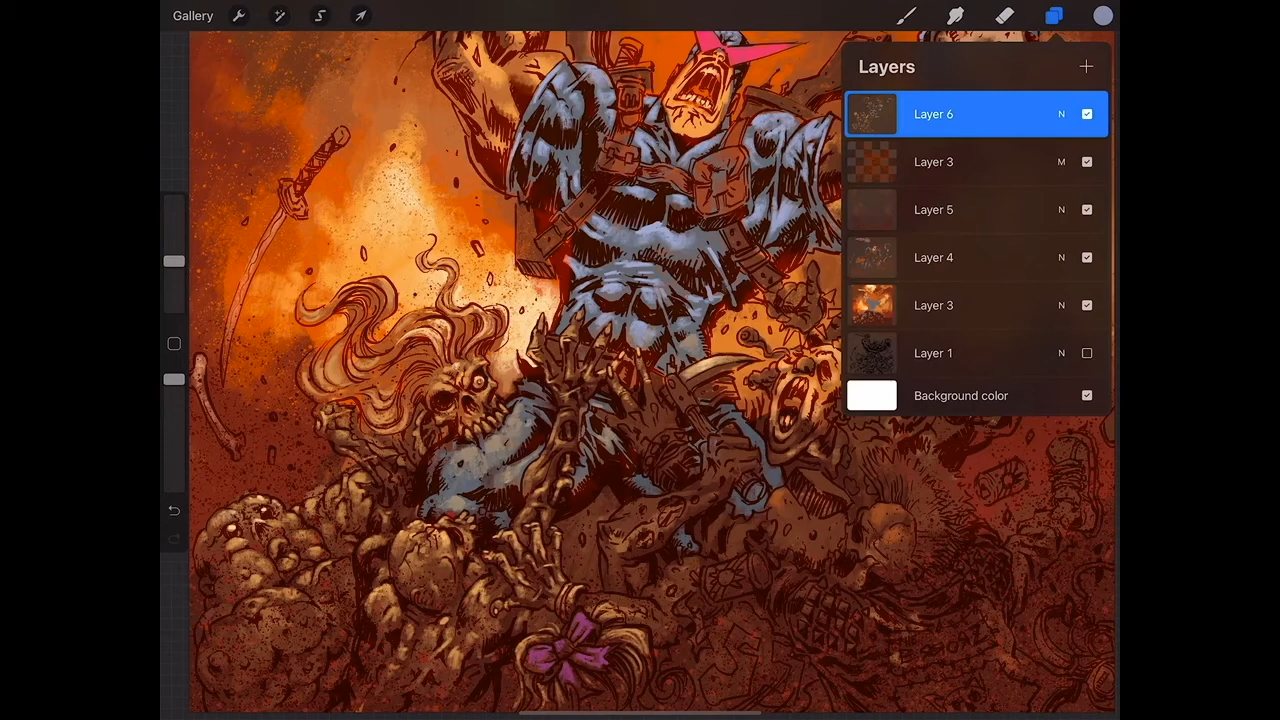 Gallery
Layers
Layer 6 N
Layer 3 M
Layer 5 N
Layer 4 N
Layer 3 N
Layer 1 N
Background color